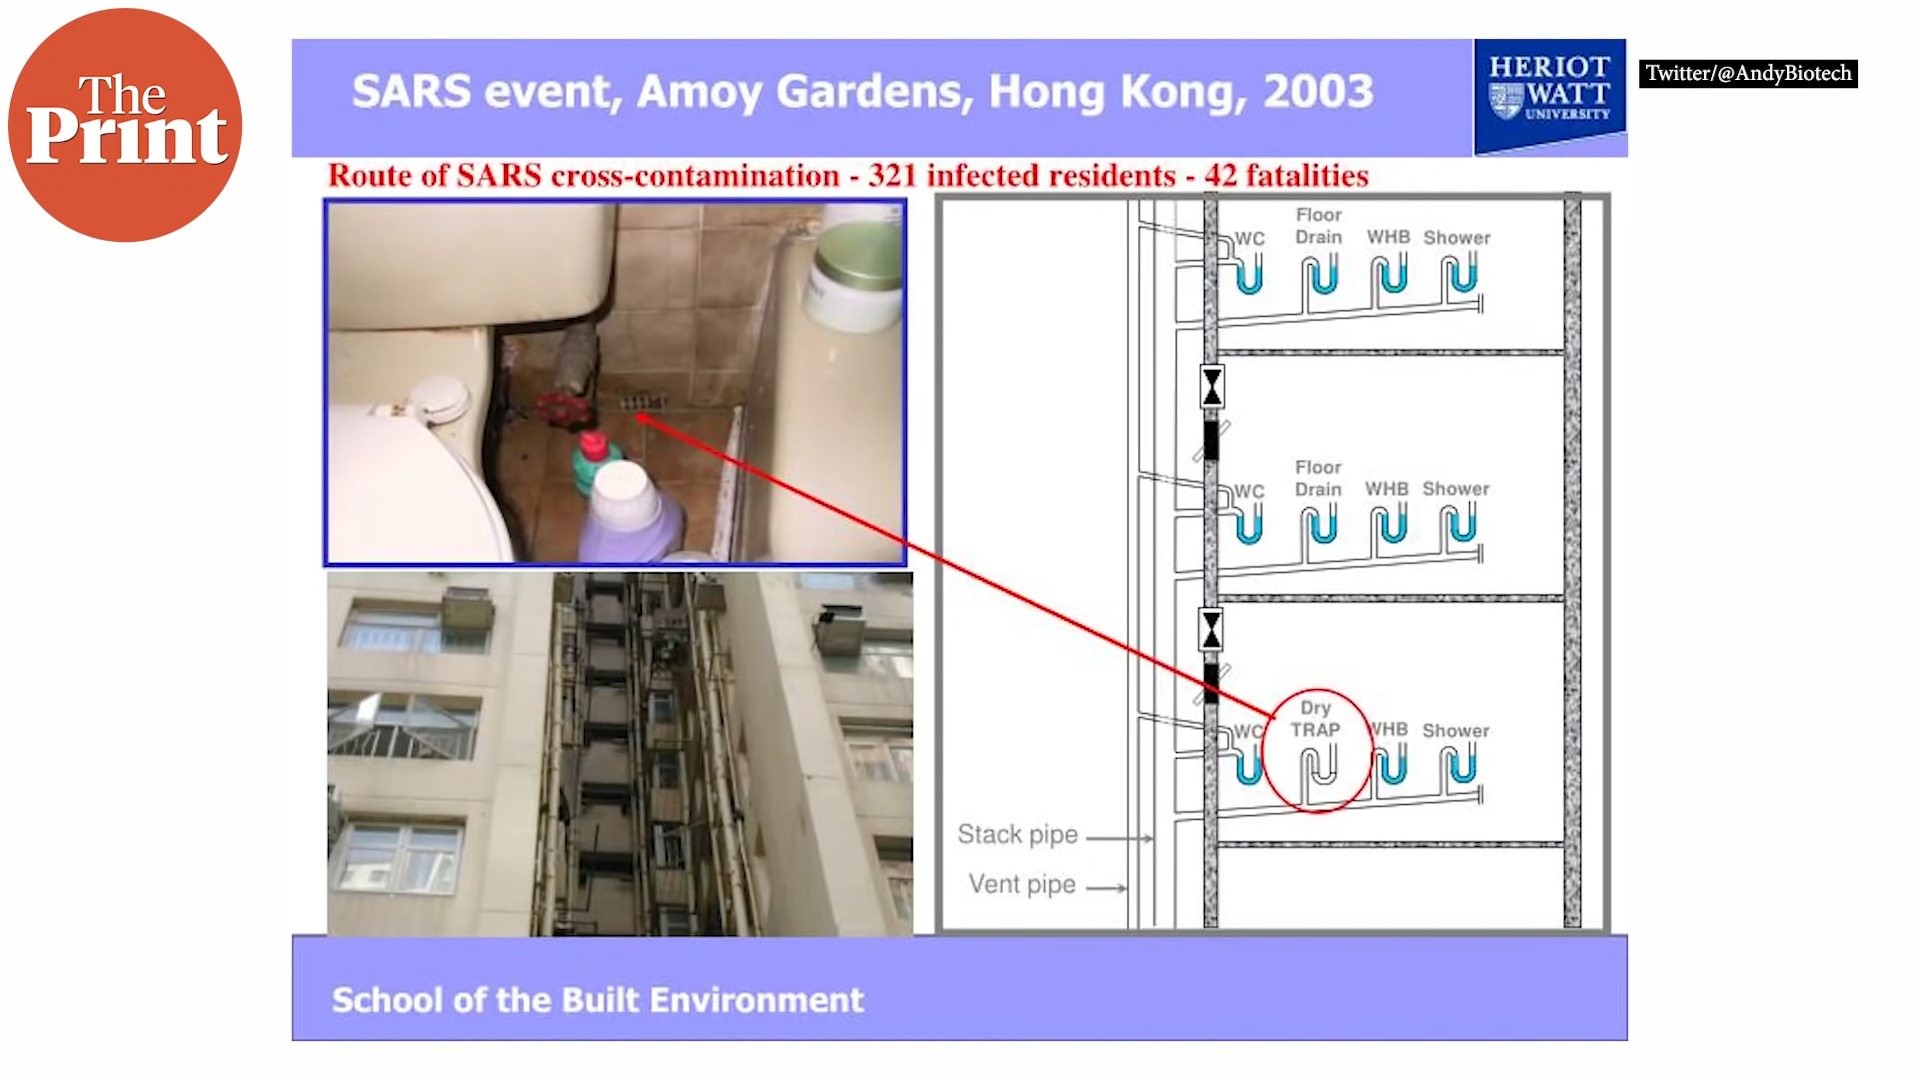 The
Print
SARS event, Amoy Gardens, Hong Kong, 2003
HERIOT
WATT
UNIVERSITY
Twitter/@AndyBiotech
Route of SARS cross-contamination - 321 infected residents - 42 fatalities
WC
Floor
Drain
WHB
Shower
WC
Floor
Drain
WHB
Shower
WC
Dry
TRAP
WHB
Shower
Stack pipe
Vent pipe
School of the Built Environment